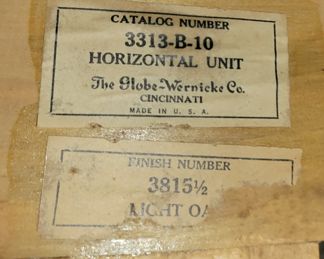 CATALOG NUMBER
3313-B-10
HORIZONTAL UNIT
The Globe-Wernicke Co.
CINCINNATI
MADE IN U. S. A.
FINISH NUMBER
3815½
LIGHT OA